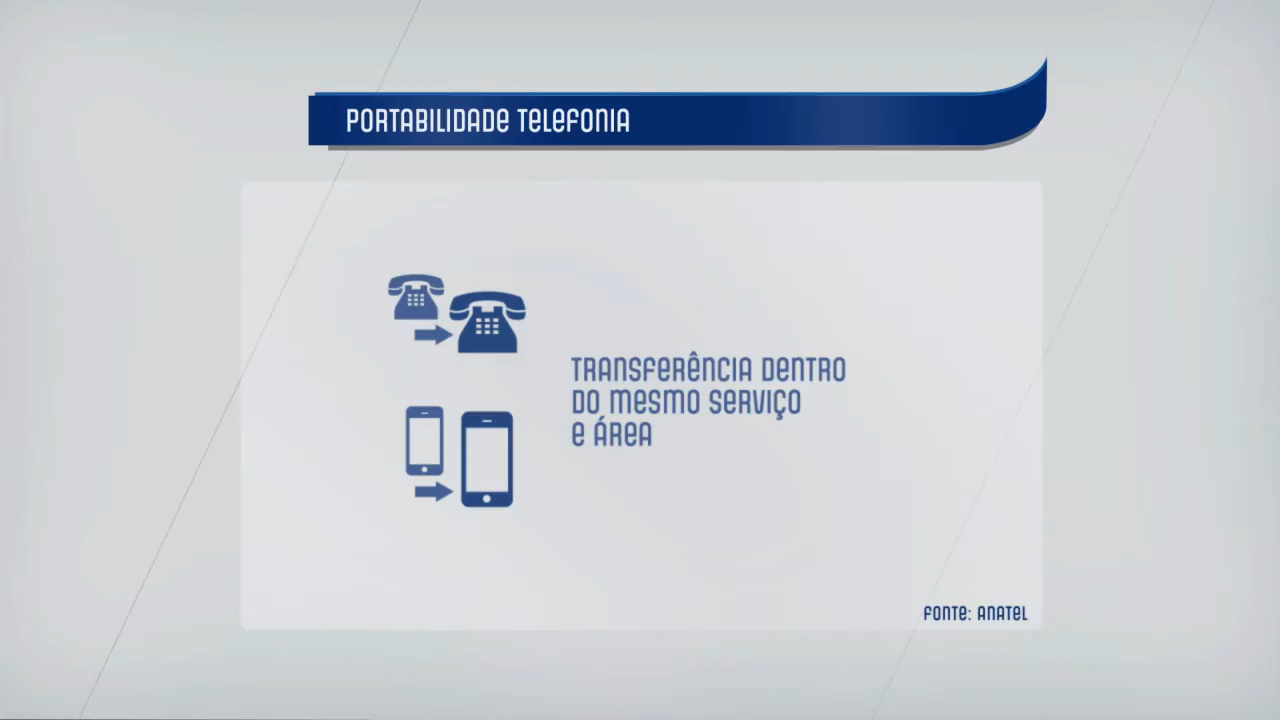 PORTABILIDADE TELEFONIA
TRANSFERÊNCIA DENTRO
DO MESMO SERVIÇO
E ÁREA
FONTE: ANATEL